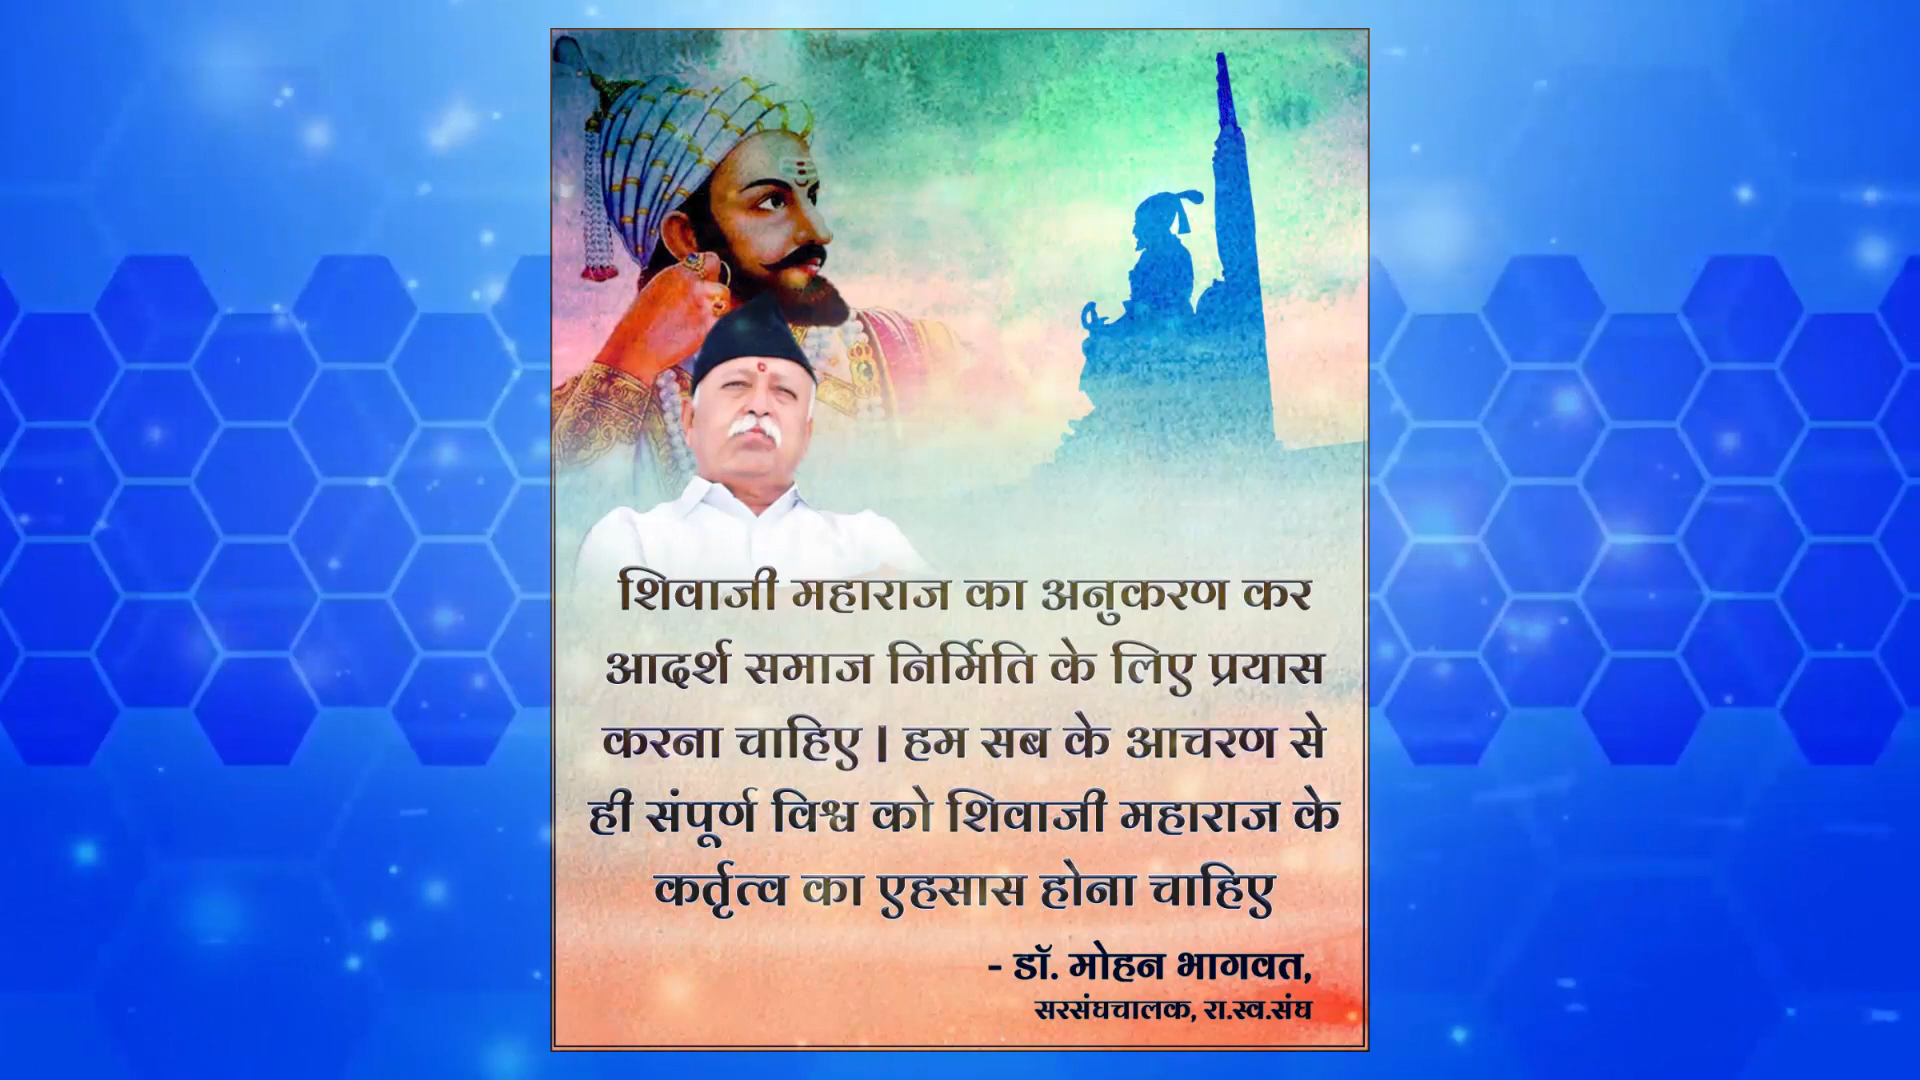 शिवाजी महाराज का अनुकरण कर
आदर्श समाज निर्मिति के लिए प्रयास
करना चाहिए | हम सब के आचरण से
ही संपूर्ण विश्व को शिवाजी महाराज के
कर्तृत्व का एहसास होना चाहिए
- डॉ. मोहन भागवत,
सरसंघचालक, रा.स्व.संघ